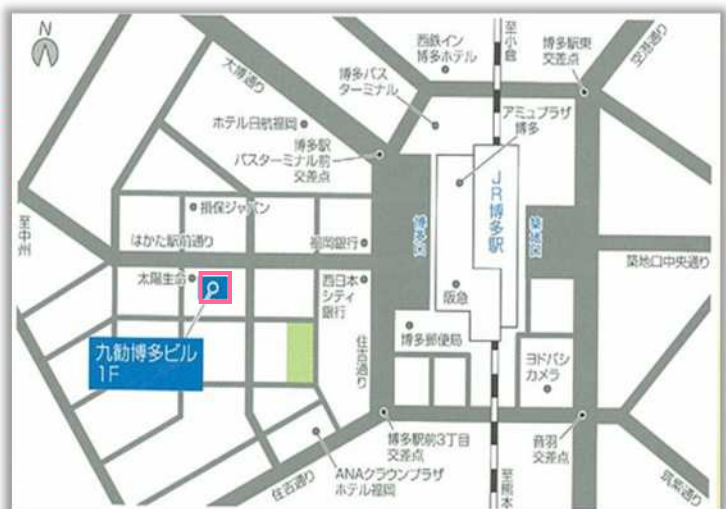 N
西鉄イン
博多ホテル
至小倉
博多駅東
交差点
空港通り
大博通り
博多バス
ターミナル
アミュプラザ
博多
ホテル日航福岡
博多駅
バスターミナル前
交差点
JR博多駅
博多口
筑紫口
損保ジャパン
至中州
はかた駅前通り
福岡銀行
築地口中央通り
太陽生命
西日本
シティ
銀行
阪急
博多郵便局
住吉通り
ヨドバシ
カメラ
九勧博多ビル
1F
博多駅前3丁目
交差点
音羽
交差点
ANAクラウンプラザ
ホテル福岡
住吉通り
至熊本
筑紫通り